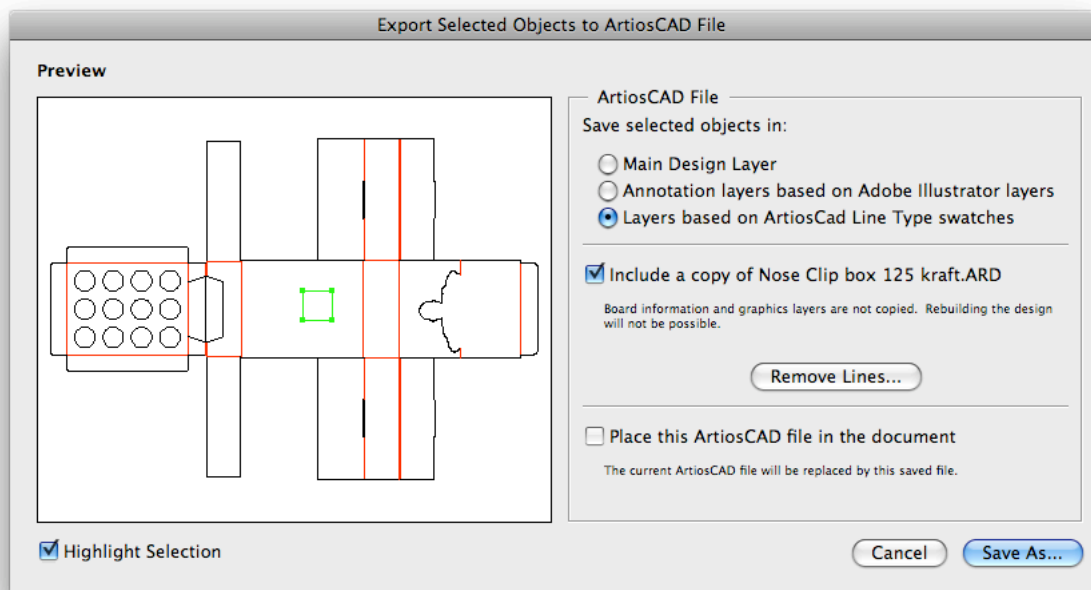 Export Selected Objects to ArtiosCAD File
Preview
ArtiosCAD File
Save selected objects in:
Main Design Layer
Annotation layers based on Adobe Illustrator layers
Layers based on ArtiosCad Line Type swatches
Include a copy of Nose Clip box 125 kraft.ARD
Board information and graphics layers are not copied.  Rebuilding the design
will not be possible.
Remove Lines...
Place this ArtiosCAD file in the document
The current ArtiosCAD file will be replaced by this saved file.
Highlight Selection
Cancel
Save As...